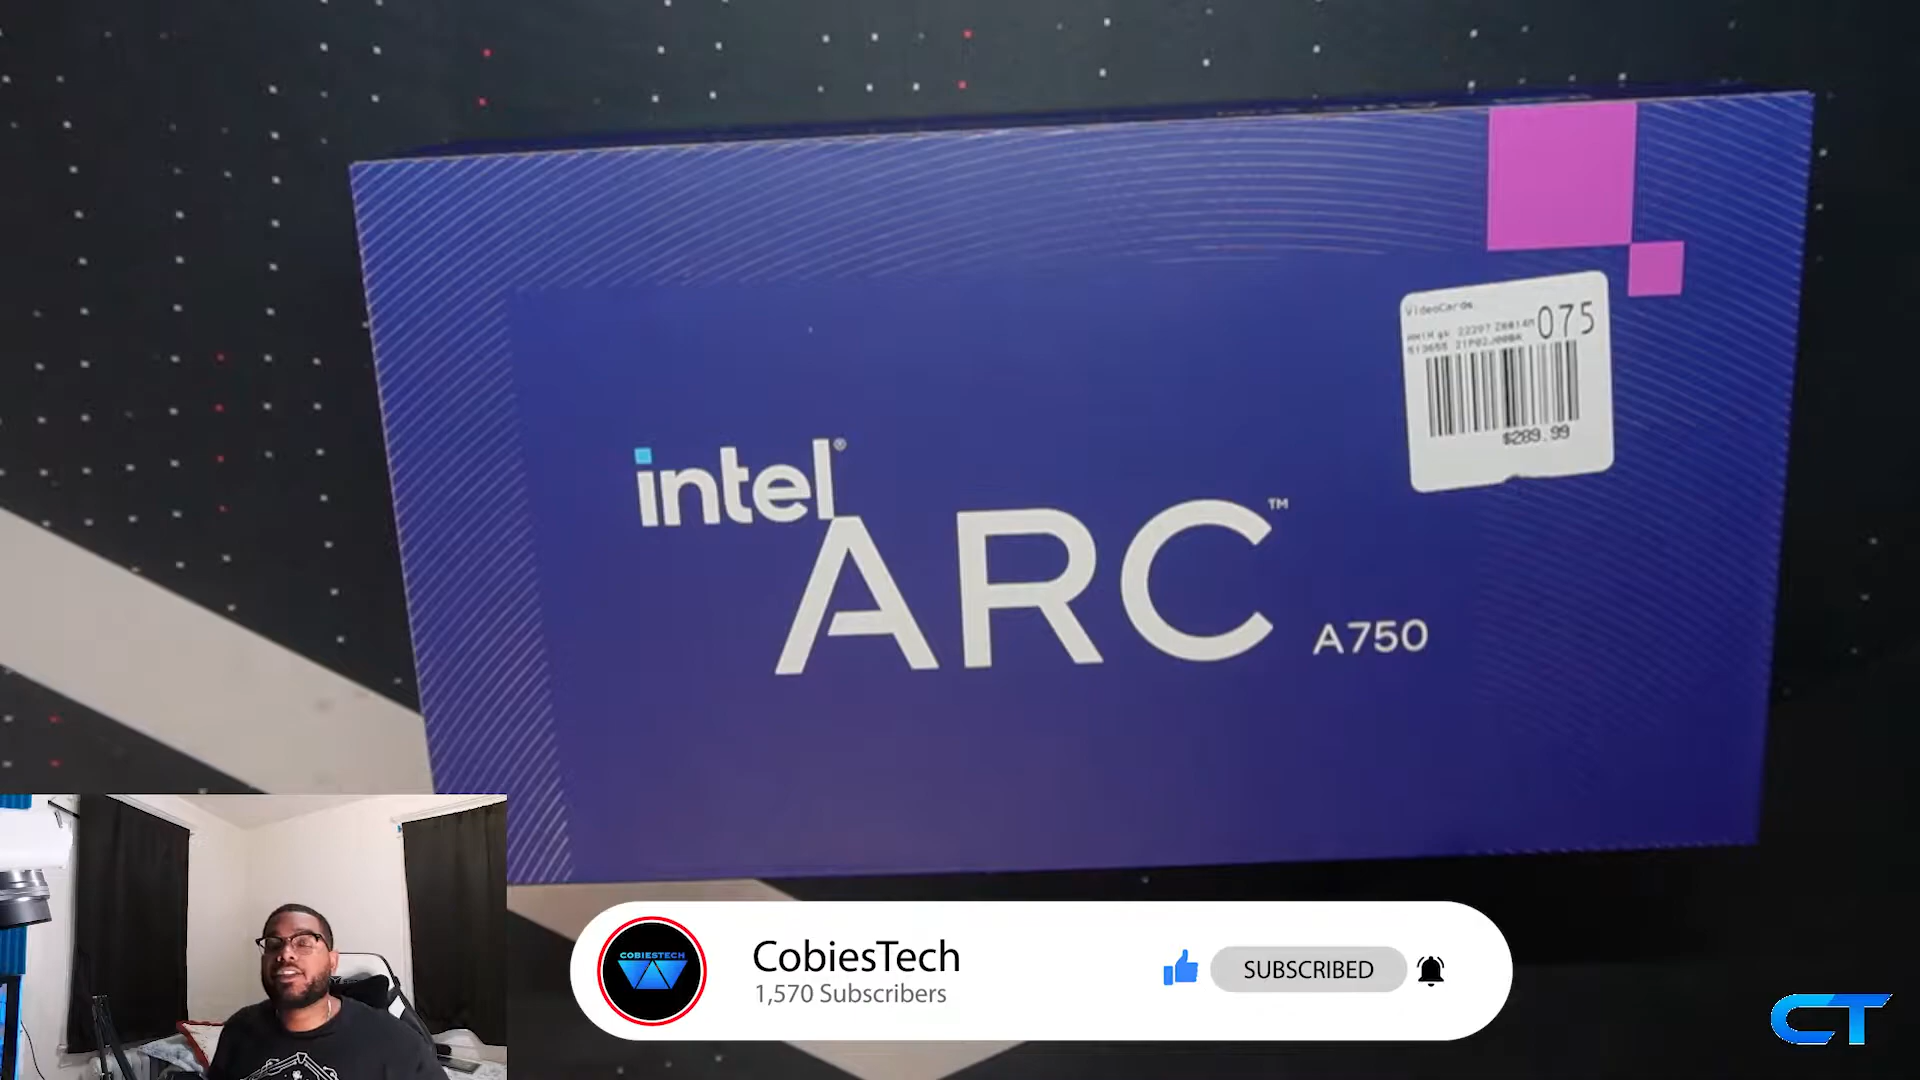 VideoCards
075
$289.99
intel®
ARC™
A750
COBIESTECH
CobiesTech
1,570 Subscribers
SUBSCRIBED
CT